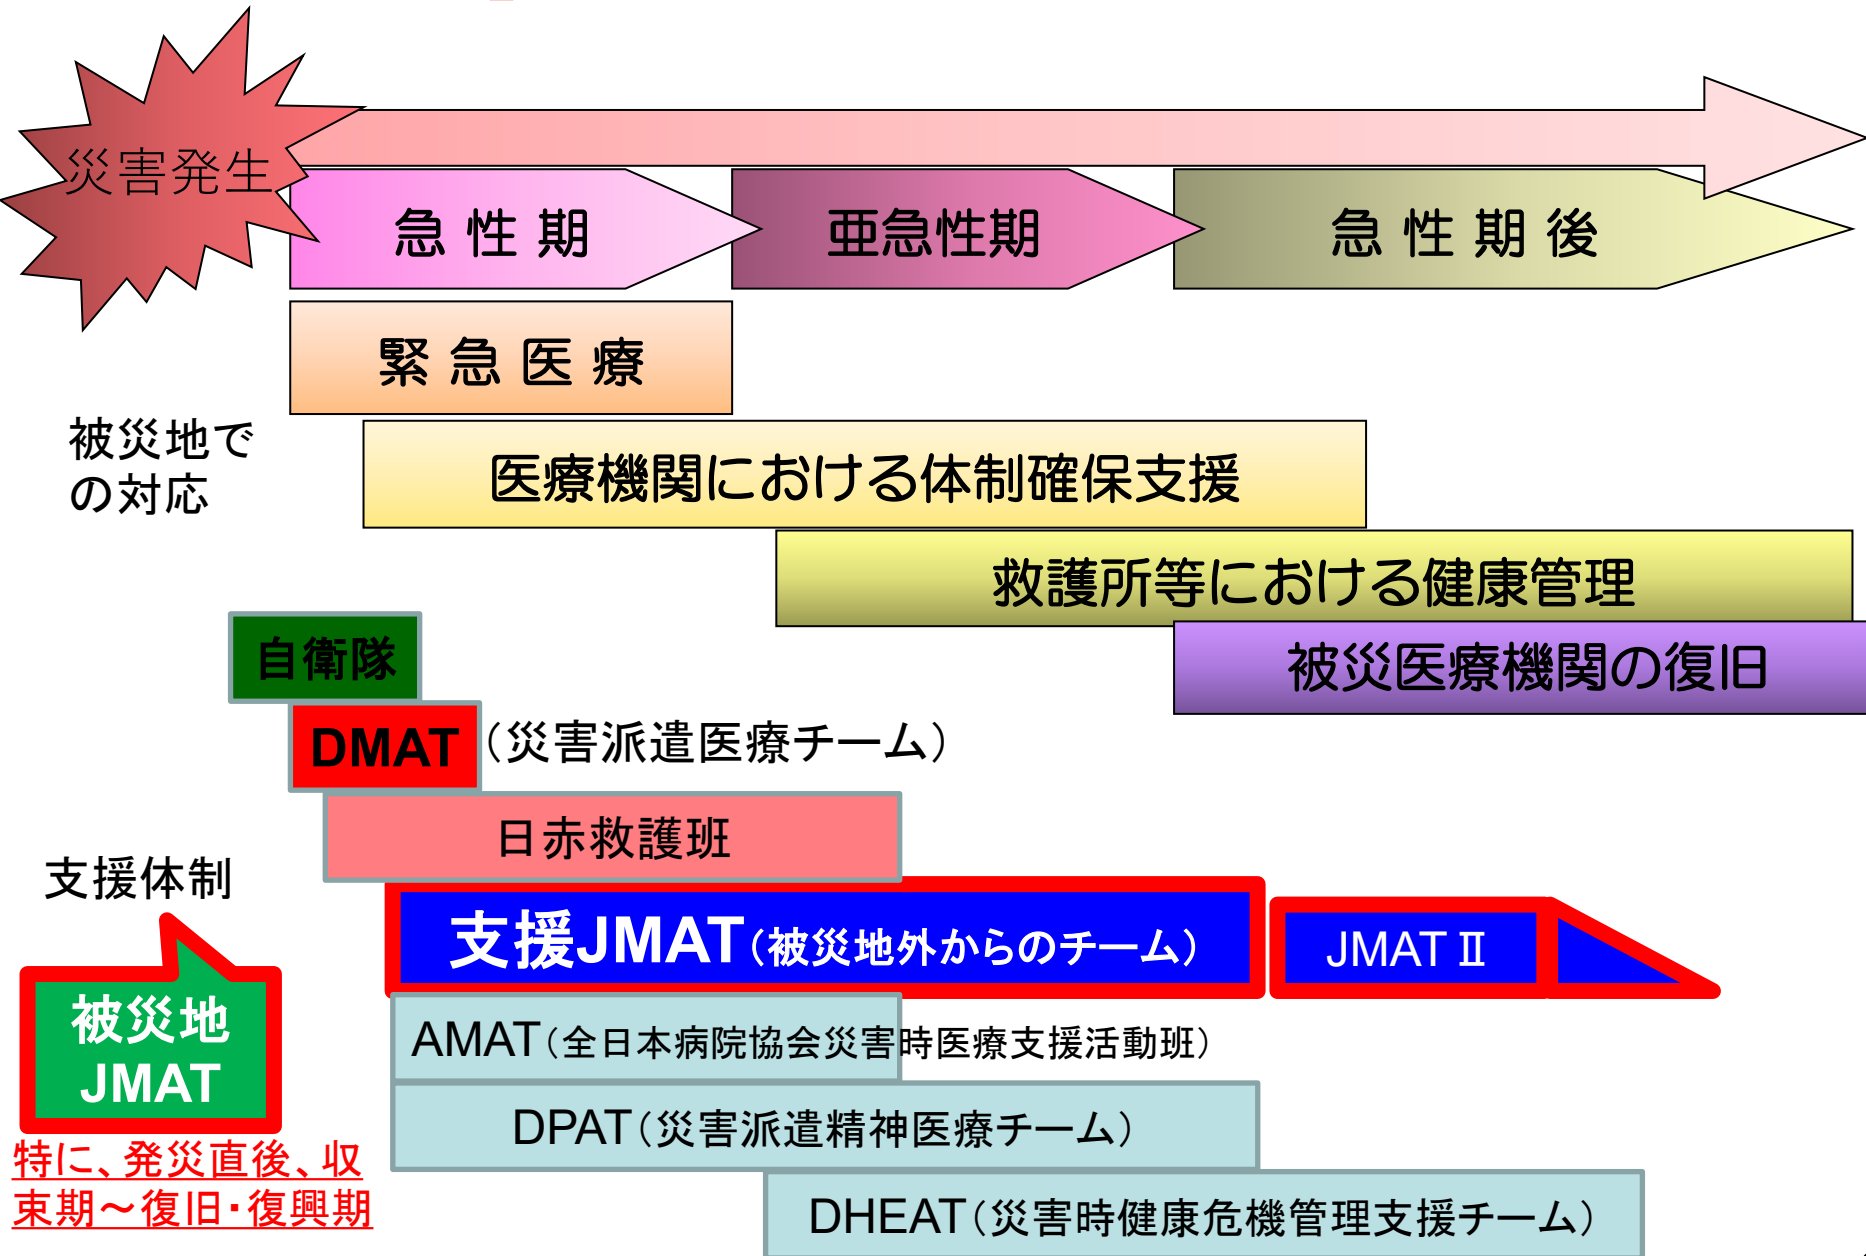 災害発生
急性期
亜急性期
急性期後
緊急医療
被災地で
の対応
医療機関における体制確保支援
救護所等における健康管理
被災医療機関の復旧
自衛隊
DMAT（災害派遣医療チーム）
日赤救護班
支援体制
支援JMAT（被災地外からのチーム）
JMATⅡ
被災地
JMAT
AMAT（全日本病院協会災害時医療支援活動班）
DPAT（災害派遣精神医療チーム）
特に、発災直後、収
束期～復旧・復興期
DHEAT（災害時健康危機管理支援チーム）